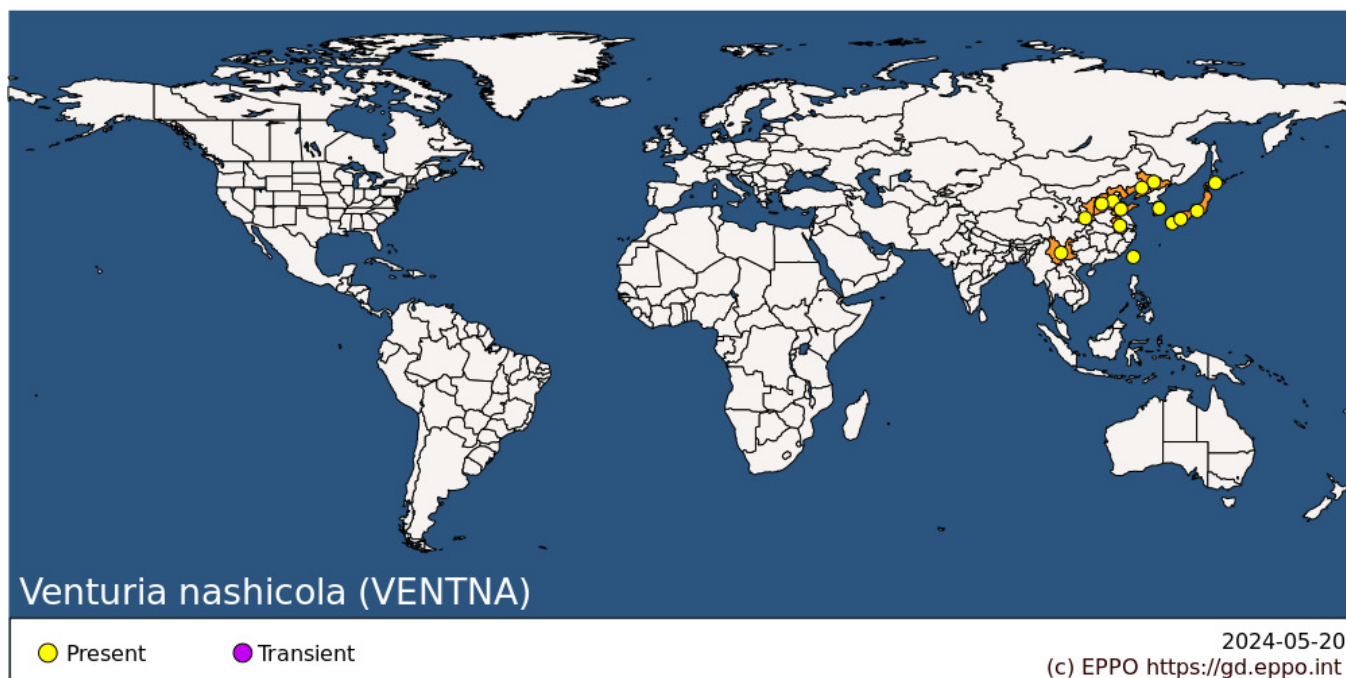 Venturia nashicola (VENTNA)
Present
Transient
2024-05-20
(c) EPPO https://gd.eppo.int